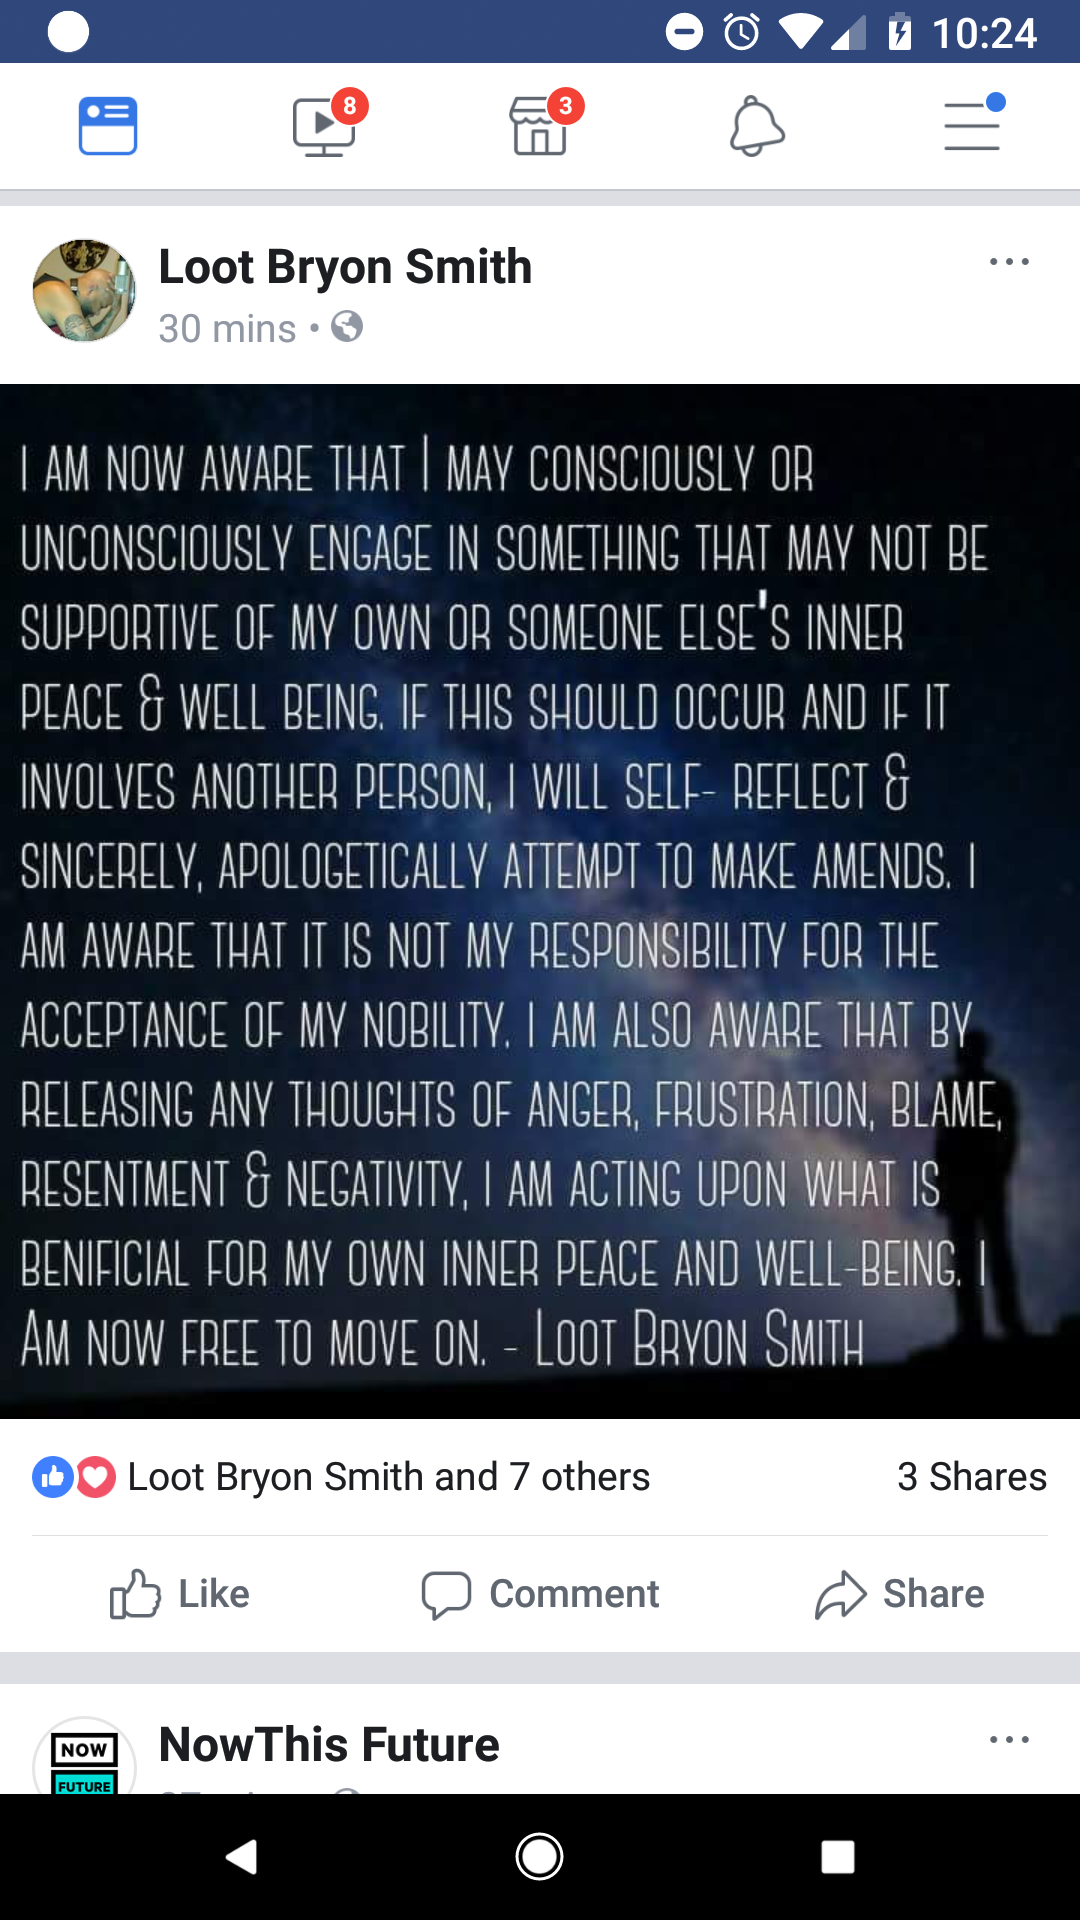 10:24
8
3
Loot Bryon Smith
30 mins •
I AM NOW AWARE THAT I MAY CONSCIOUSLY OR
UNCONSCIOUSLY ENGAGE IN SOMETHING THAT MAY NOT BE
SUPPORTIVE OF MY OWN OR SOMEONE ELSE'S INNER
PEACE & WELL BEING. IF THIS SHOULD OCCUR AND IF IT
INVOLVES ANOTHER PERSON, I WILL SELF- REFLECT &
SINCERELY, APOLOGETICALLY ATTEMPT TO MAKE AMENDS. I
AM AWARE THAT IT IS NOT MY RESPONSIBILITY FOR THE
ACCEPTANCE OF MY NOBILITY. I AM ALSO AWARE THAT BY
RELEASING ANY THOUGHTS OF ANGER, FRUSTRATION, BLAME,
RESENTMENT & NEGATIVITY, I AM ACTING UPON WHAT IS
BENIFICIAL FOR MY OWN INNER PEACE AND WELL-BEING. I
AM NOW FREE TO MOVE ON. - LOOT BRYON SMITH
Loot Bryon Smith and 7 others 3 Shares
Like Comment Share
NowThis Future
NOW
FUTURE